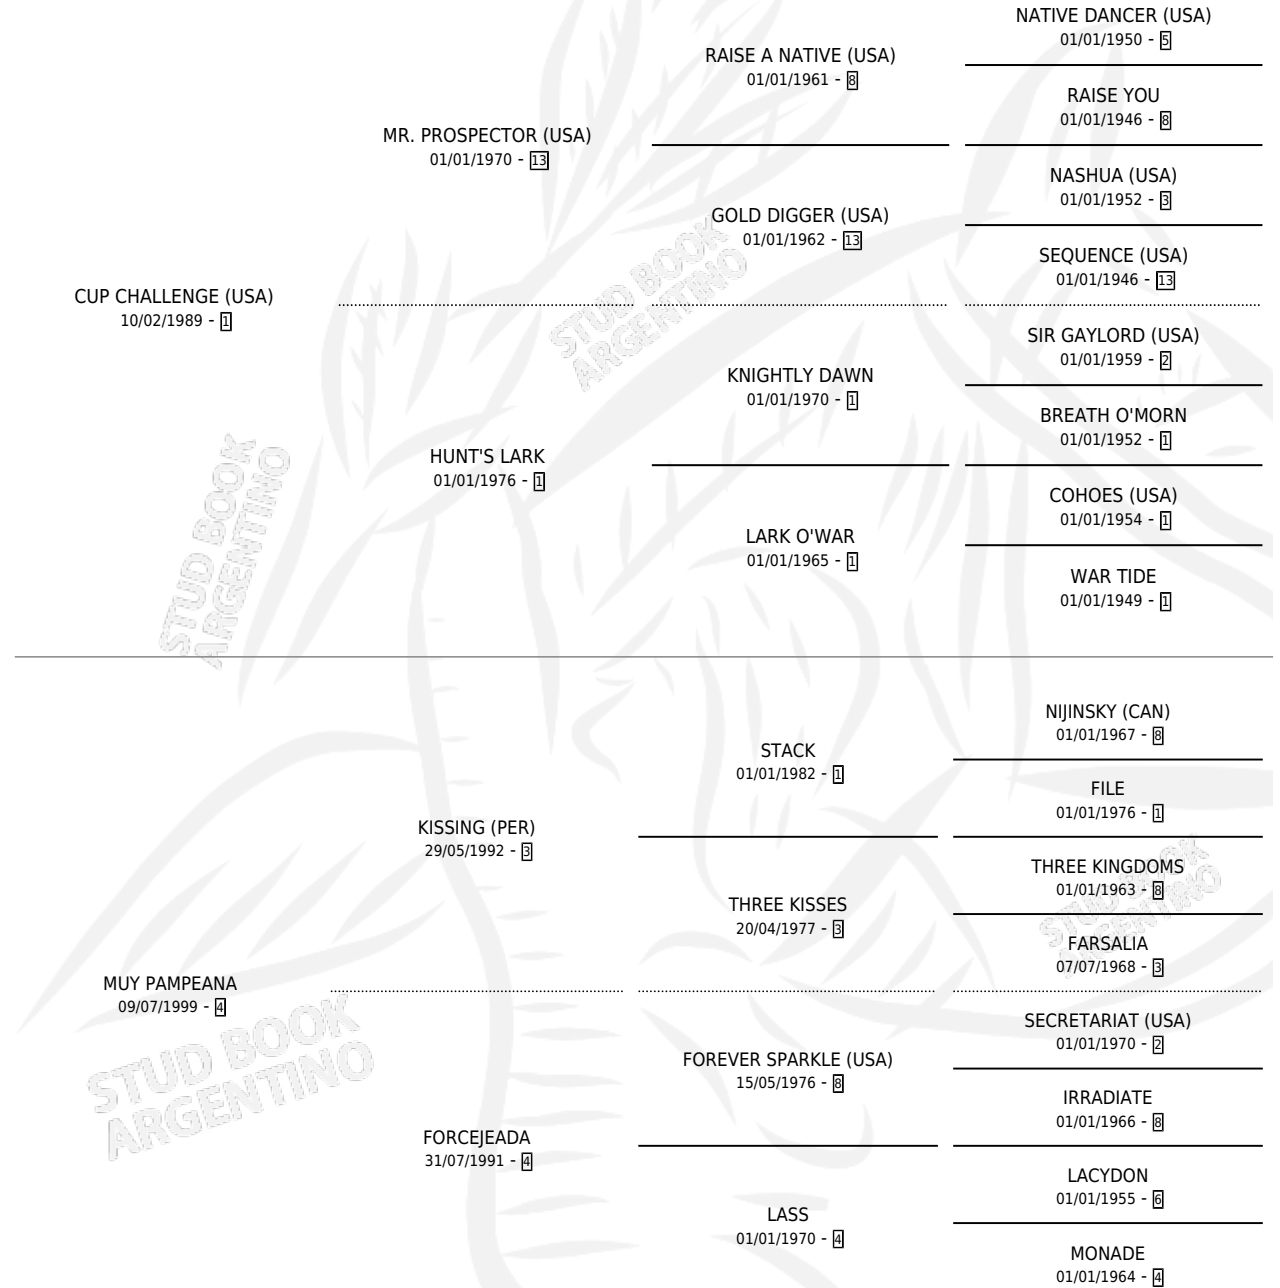 NATIVE DANCER (USA)
01/01/1950 - 5
RAISE A NATIVE (USA)
01/01/1961 - 8
RAISE YOU
01/01/1946 - 8
MR. PROSPECTOR (USA)
01/01/1970 - 13
NASHUA (USA)
01/01/1952 - 3
GOLD DIGGER (USA)
01/01/1962 - 13
SEQUENCE (USA)
01/01/1946 - 13
CUP CHALLENGE (USA)
10/02/1989 - 1
SIR GAYLORD (USA)
01/01/1959 - 2
KNIGHTLY DAWN
01/01/1970 - 1
BREATH O'MORN
01/01/1952 - 1
HUNT'S LARK
01/01/1976 - 1
COHOES (USA)
01/01/1954 - 1
LARK O'WAR
01/01/1965 - 1
WAR TIDE
01/01/1949 - 1
NIJINSKY (CAN)
01/01/1967 - 8
STACK
01/01/1982 - 1
FILE
01/01/1976 - 1
KISSING (PER)
29/05/1992 - 3
THREE KINGDOMS
01/01/1963 - 8
THREE KISSES
20/04/1977 - 3
FARSALIA
07/07/1968 - 3
MUY PAMPEANA
09/07/1999 - 4
SECRETARIAT (USA)
01/01/1970 - 2
FOREVER SPARKLE (USA)
15/05/1976 - 8
IRRADIATE
01/01/1966 - 8
FORCEJEADA
31/07/1991 - 4
LACYDON
01/01/1955 - 6
LASS
01/01/1970 - 4
MONADE
01/01/1964 - 4
STUD BOOK
ARGENTINO
STUD BOOK
ARGENTINO
STUD BOOK
ARGENTINO
STUD BOOK
ARGENTINO